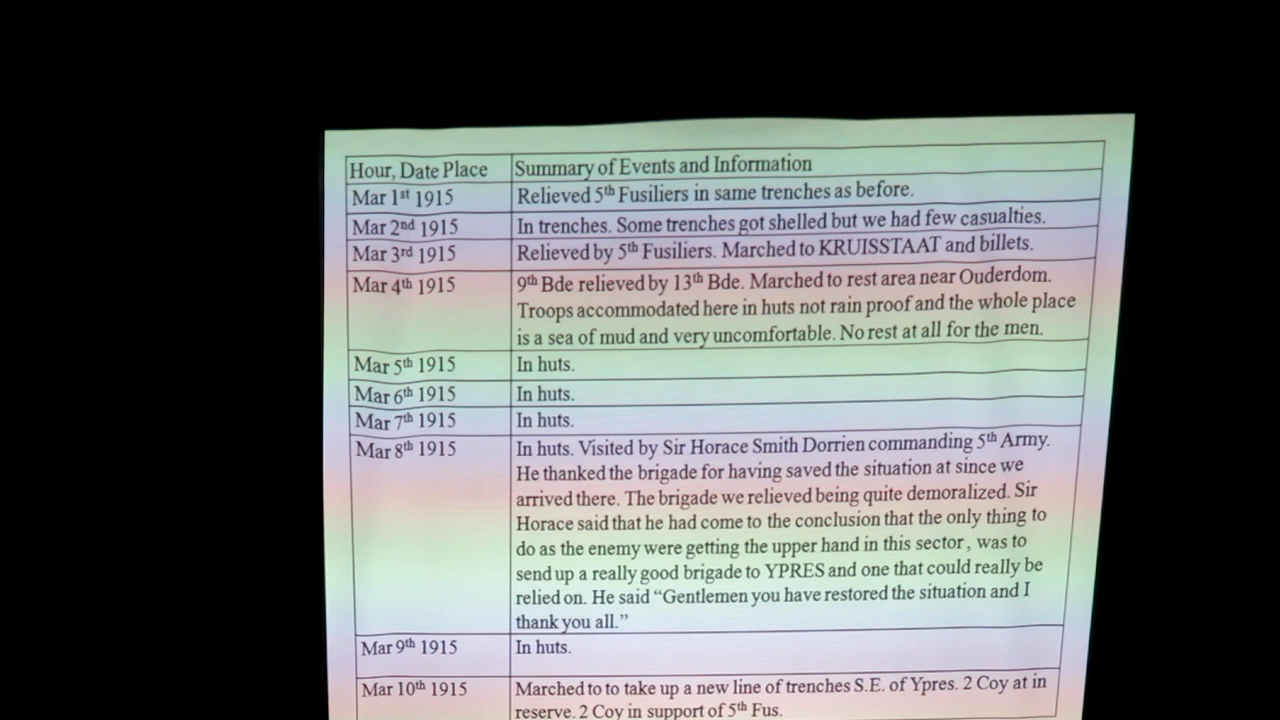 Hour, Date Place Summary of Events and Information
Mar 1st 1915 Relieved 5th Fusiliers in same trenches as before.
Mar 2nd 1915 In trenches. Some trenches got shelled but we had few casualties.
Mar 3rd 1915 Relieved by 5th Fusiliers. Marched to KRUISSTAAT and billets.
Mar 4th 1915 9th Bde relieved by 13th Bde. Marched to rest area near Ouderdom.
Troops accommodated here in huts not rain proof and the whole place
is a sea of mud and very uncomfortable. No rest at all for the men.
Mar 5th 1915 In huts.
Mar 6th 1915 In huts.
Mar 7th 1915 In huts.
Mar 8th 1915 In huts. Visited by Sir Horace Smith Dorrien commanding 5th Army.
He thanked the brigade for having saved the situation at since we
arrived there. The brigade we relieved being quite demoralized. Sir
Horace said that he had come to the conclusion that the only thing to
do as the enemy were getting the upper hand in this sector, was to
send up a really good brigade to YPRES and one that could really be
relied on. He said “Gentlemen you have restored the situation and I
thank you all.”
Mar 9th 1915 In huts.
Mar 10th 1915 Marched to to take up a new line of trenches S.E. of Ypres. 2 Coy at in
reserve. 2 Coy in support of 5th Fus.